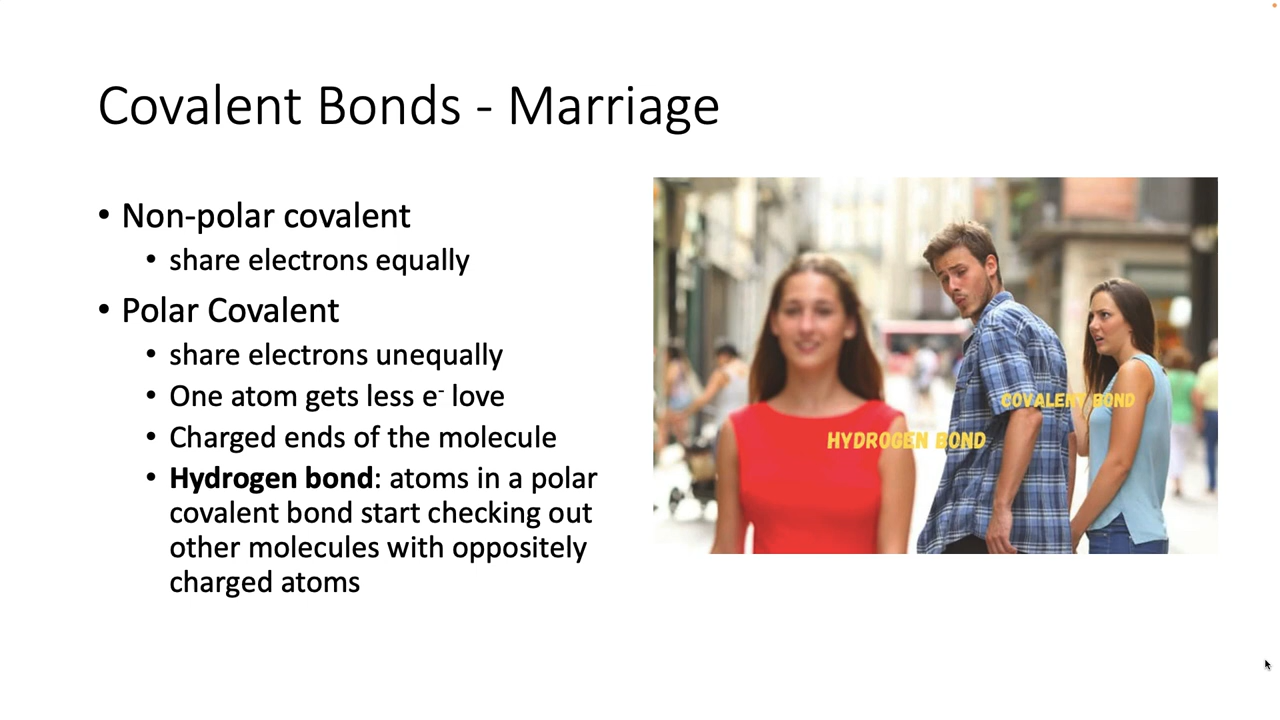 Covalent Bonds - Marriage
• Non-polar covalent
• share electrons equally
• Polar Covalent
• share electrons unequally
• One atom gets less e⁻ love
• Charged ends of the molecule
• Hydrogen bond: atoms in a polar
covalent bond start checking out
other molecules with oppositely
charged atoms
COVALENT BOND
HYDROGEN BOND